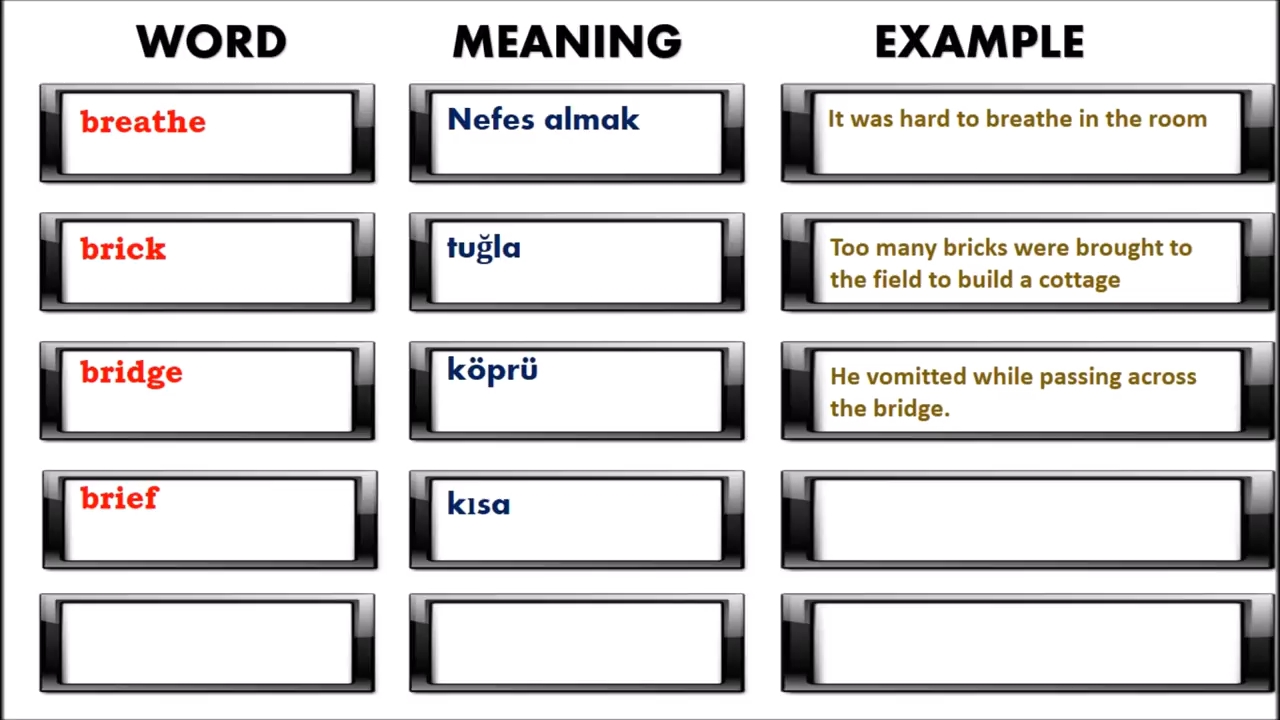 WORD MEANING EXAMPLE
breathe
Nefes almak
It was hard to breathe in the room
brick
tuğla
Too many bricks were brought to
the field to build a cottage
bridge
köprü
He vomitted while passing across
the bridge.
brief
kısa